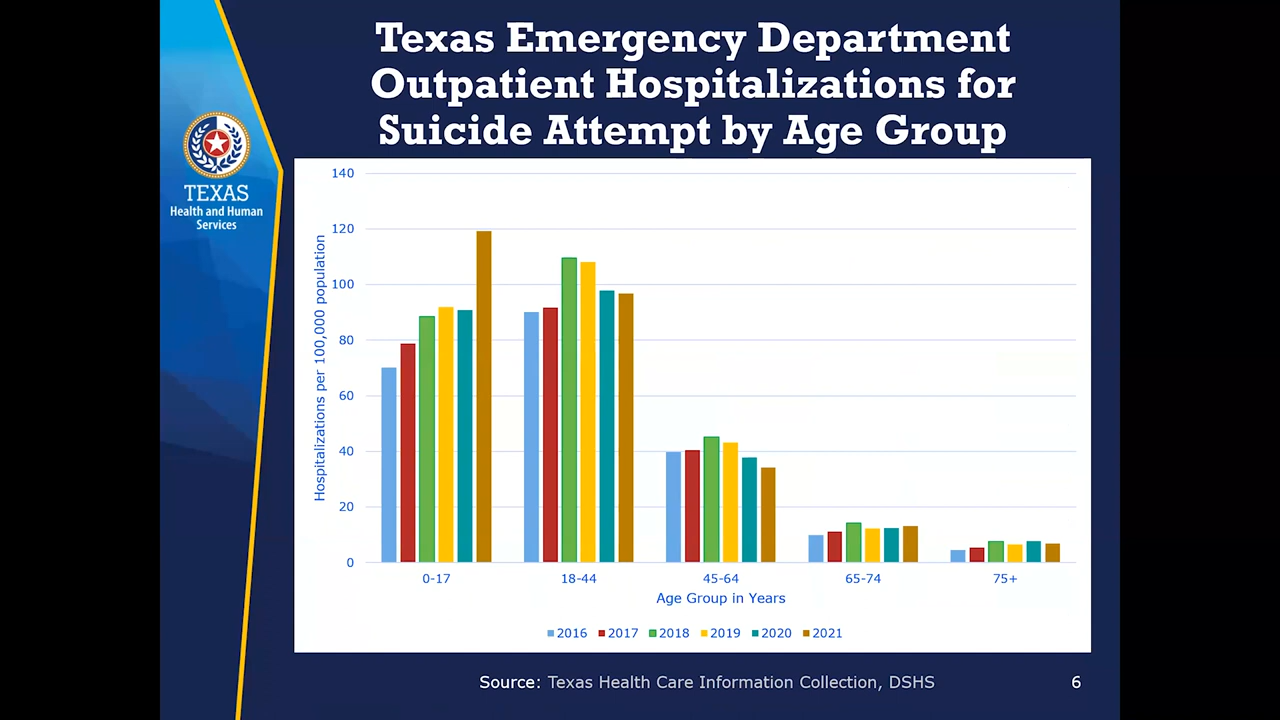 Texas Emergency Department
Outpatient Hospitalizations for
Suicide Attempt by Age Group
TEXAS
Health and Human
Services
Hospitalizations per 100,000 population
140
120
100
80
60
40
20
0
0-17
18-44
45-64
65-74
75+
Age Group in Years
2016
2017
2018
2019
2020
2021
Source: Texas Health Care Information Collection, DSHS
6